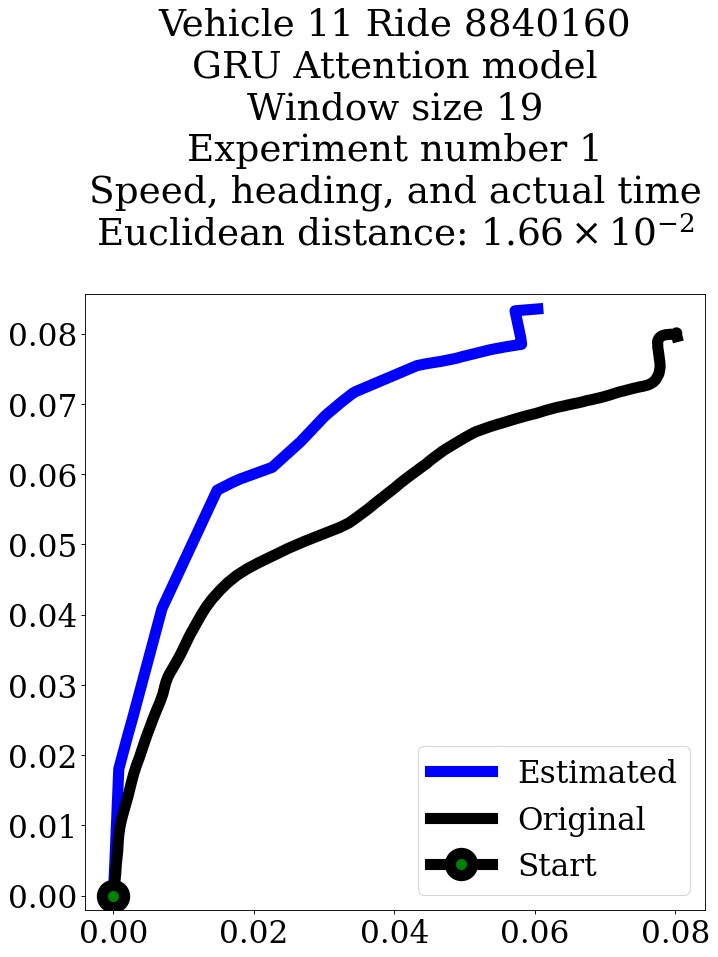 Vehicle 11 Ride 8840160
GRU Attention model
Window size 19
Experiment number 1
Speed, heading, and actual time
Euclidean distance: 1.66 × 10⁻²
0.08
0.07
0.06
0.05
0.04
0.03
0.02
0.01
0.00
Estimated
Original
Start
0.00 0.02 0.04 0.06 0.08